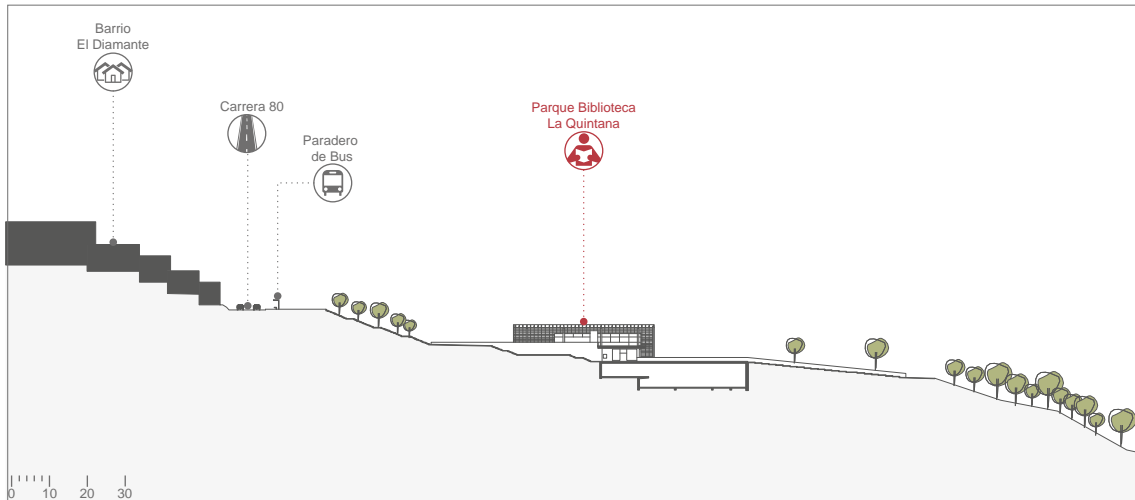 Barrio
El Diamante
Carrera 80
Paradero
de Bus
Parque Biblioteca
La Quintana
0 10 20 30